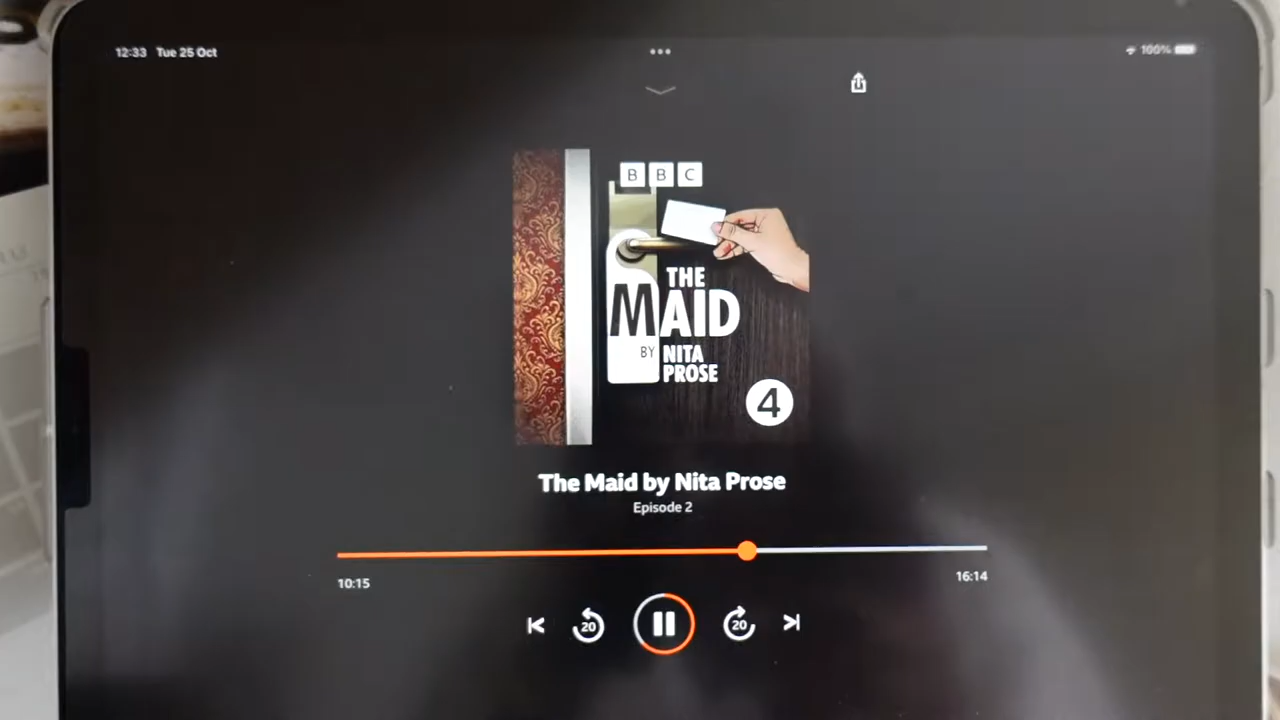 12:33 Tue 25 Oct
100%
BBC
THE
MAID
BY NITA
PROSE
4
The Maid by Nita Prose
Episode 2
10:15
16:14
20
20